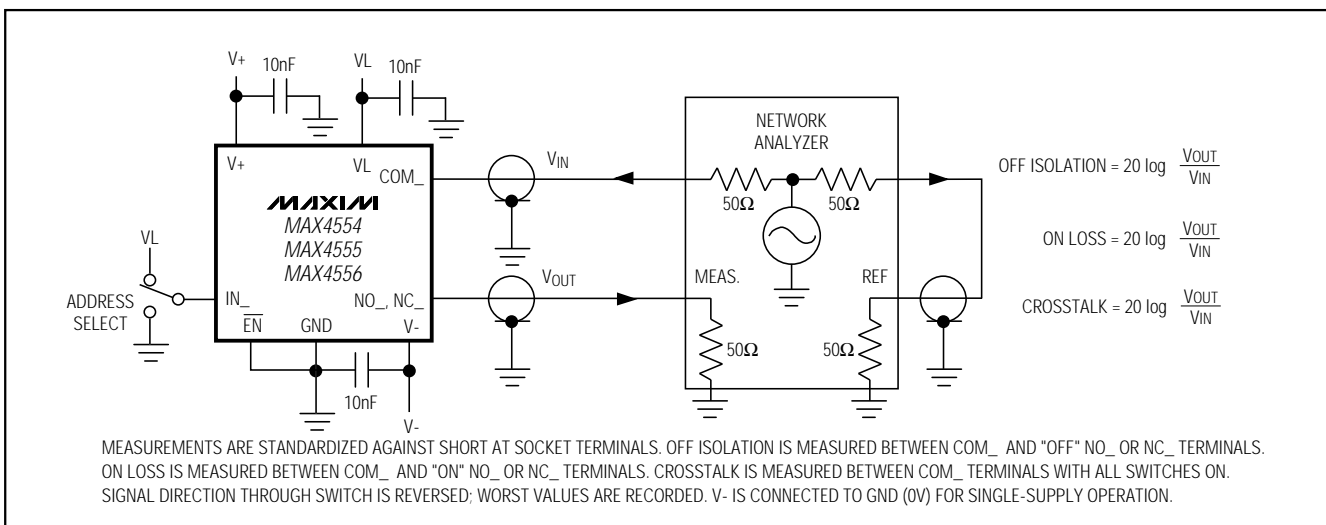 V+
10nF
VL
10nF
V+
VL
COM_
MAXIM
MAX4554
MAX4555
MAX4556
VL
ADDRESS
SELECT
IN_
EN
GND
NO_, NC_
V-
10nF
V-
VIN
VOUT
NETWORK
ANALYZER
50Ω
50Ω
MEAS.
REF
50Ω
50Ω
OFF ISOLATION = 20 log VOUT
VIN
ON LOSS = 20 log VOUT
VIN
CROSSTALK = 20 log VOUT
VIN
MEASUREMENTS ARE STANDARDIZED AGAINST SHORT AT SOCKET TERMINALS. OFF ISOLATION IS MEASURED BETWEEN COM_ AND "OFF" NO_ OR NC_ TERMINALS.
ON LOSS IS MEASURED BETWEEN COM_ AND "ON" NO_ OR NC_ TERMINALS. CROSSTALK IS MEASURED BETWEEN COM_ TERMINALS WITH ALL SWITCHES ON.
SIGNAL DIRECTION THROUGH SWITCH IS REVERSED; WORST VALUES ARE RECORDED. V- IS CONNECTED TO GND (0V) FOR SINGLE-SUPPLY OPERATION.